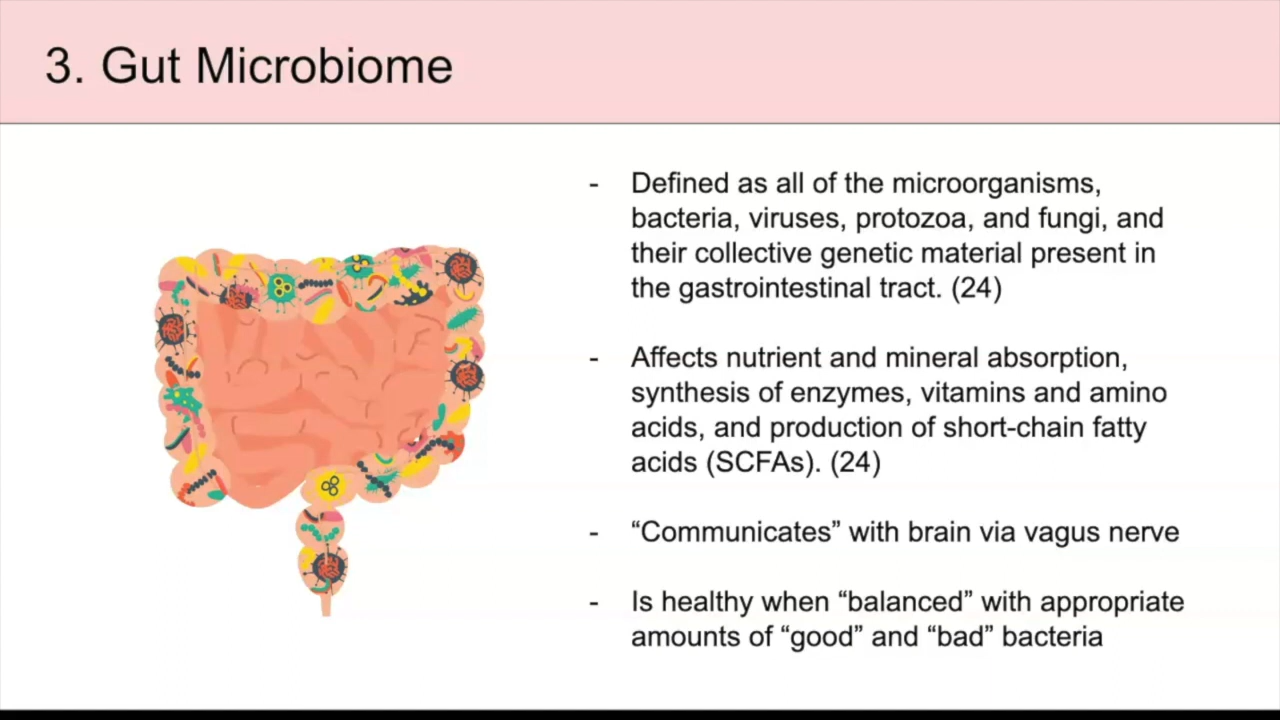 3. Gut Microbiome
- Defined as all of the microorganisms,
bacteria, viruses, protozoa, and fungi, and
their collective genetic material present in
the gastrointestinal tract. (24)
- Affects nutrient and mineral absorption,
synthesis of enzymes, vitamins and amino
acids, and production of short-chain fatty
acids (SCFAs). (24)
- “Communicates” with brain via vagus nerve
- Is healthy when “balanced” with appropriate
amounts of “good” and “bad” bacteria